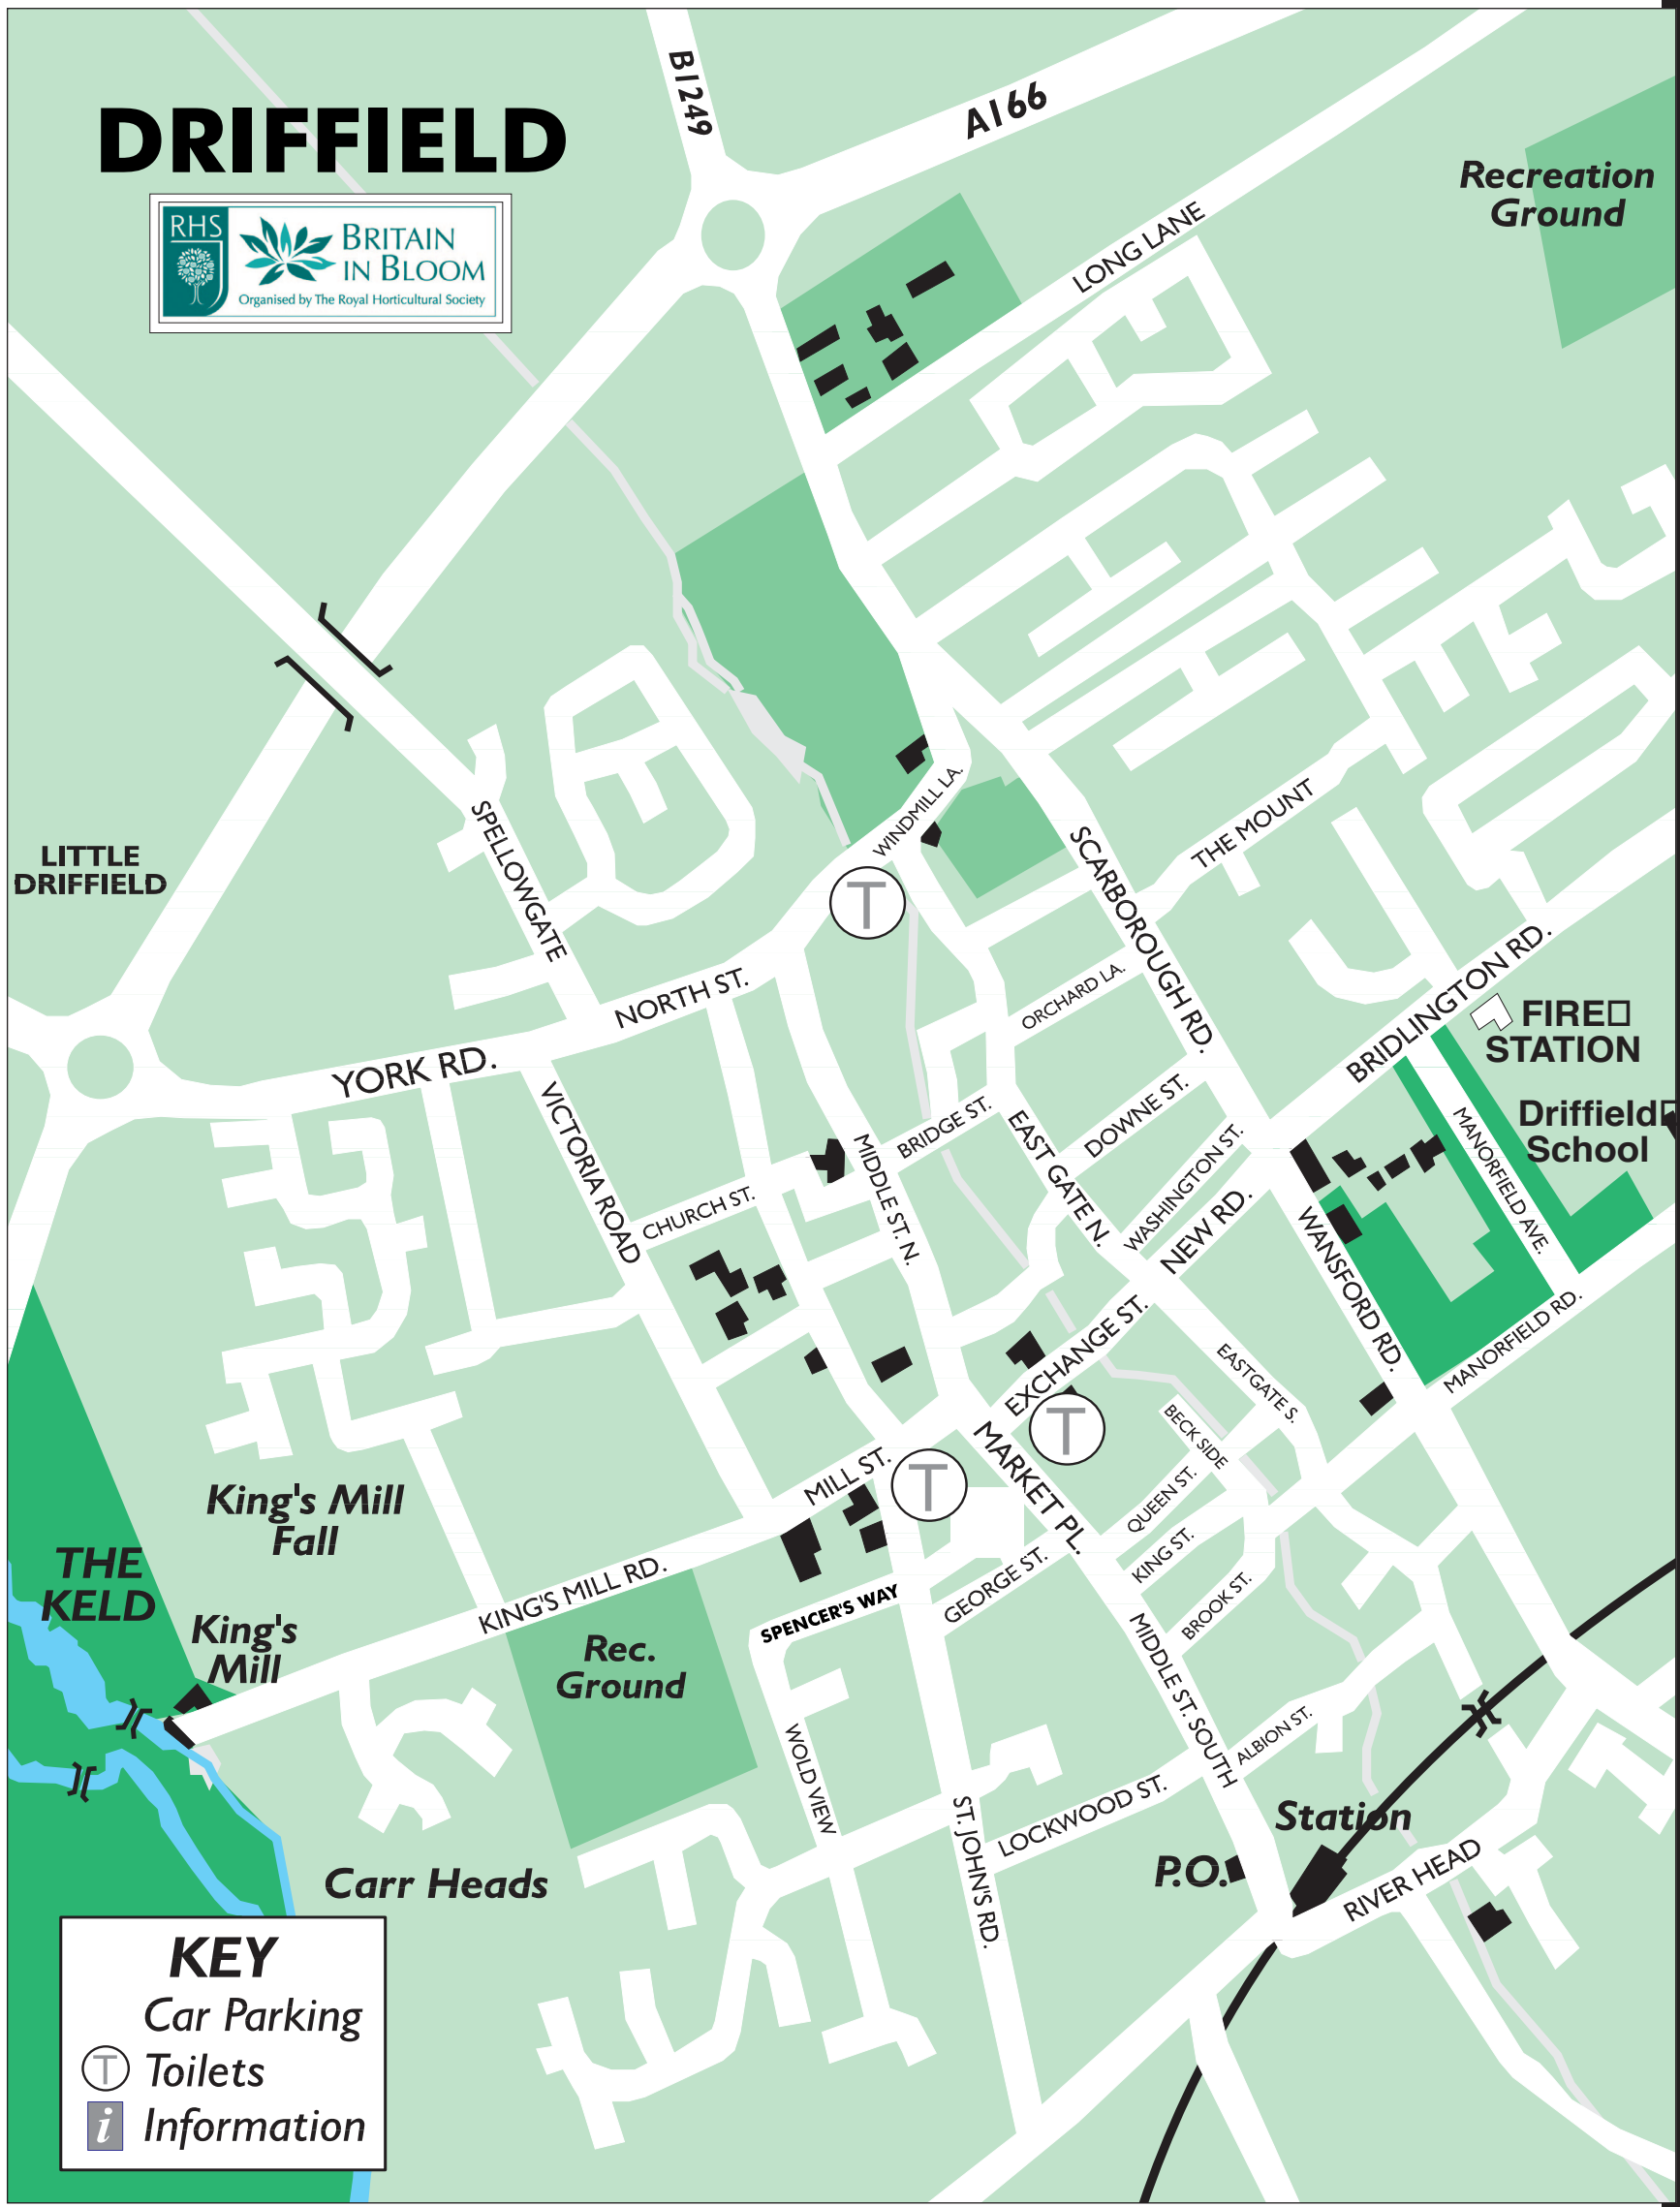 B1249
A166
DRIFFIELD
RHS
BRITAIN
IN BLOOM
Organised by The Royal Horticultural Society
Recreation
Ground
LONG LANE
WINDMILL LA.
SPELLOWGATE
LITTLE
DRIFFIELD
SCARBOROUGH RD.
THE MOUNT
T
NORTH ST.
ORCHARD LA.
BRIDLINGTON RD.
FIRE
STATION
YORK RD.
VICTORIA ROAD
BRIDGE ST.
EAST GATE N.
DOWNE ST.
WASHINGTON ST.
MANORFIELD AVE.
Driffield
School
MIDDLE ST. N.
CHURCH ST.
NEW RD.
WANSFORD RD.
MANORFIELD RD.
EXCHANGE ST.
EASTGATE S.
T
BECK SIDE
MARKET PL.
MILL ST.
T
QUEEN ST.
KING ST.
King's Mill
Fall
THE
KELD
King's
Mill
KING'S MILL RD.
SPENCER'S WAY
GEORGE ST.
BROOK ST.
Rec.
Ground
MIDDLE ST. SOUTH
WOLD VIEW
ALBION ST.
LOCKWOOD ST.
ST. JOHN'S RD.
Station
P.O.
RIVER HEAD
Carr Heads
KEY
Car Parking
T Toilets
i Information